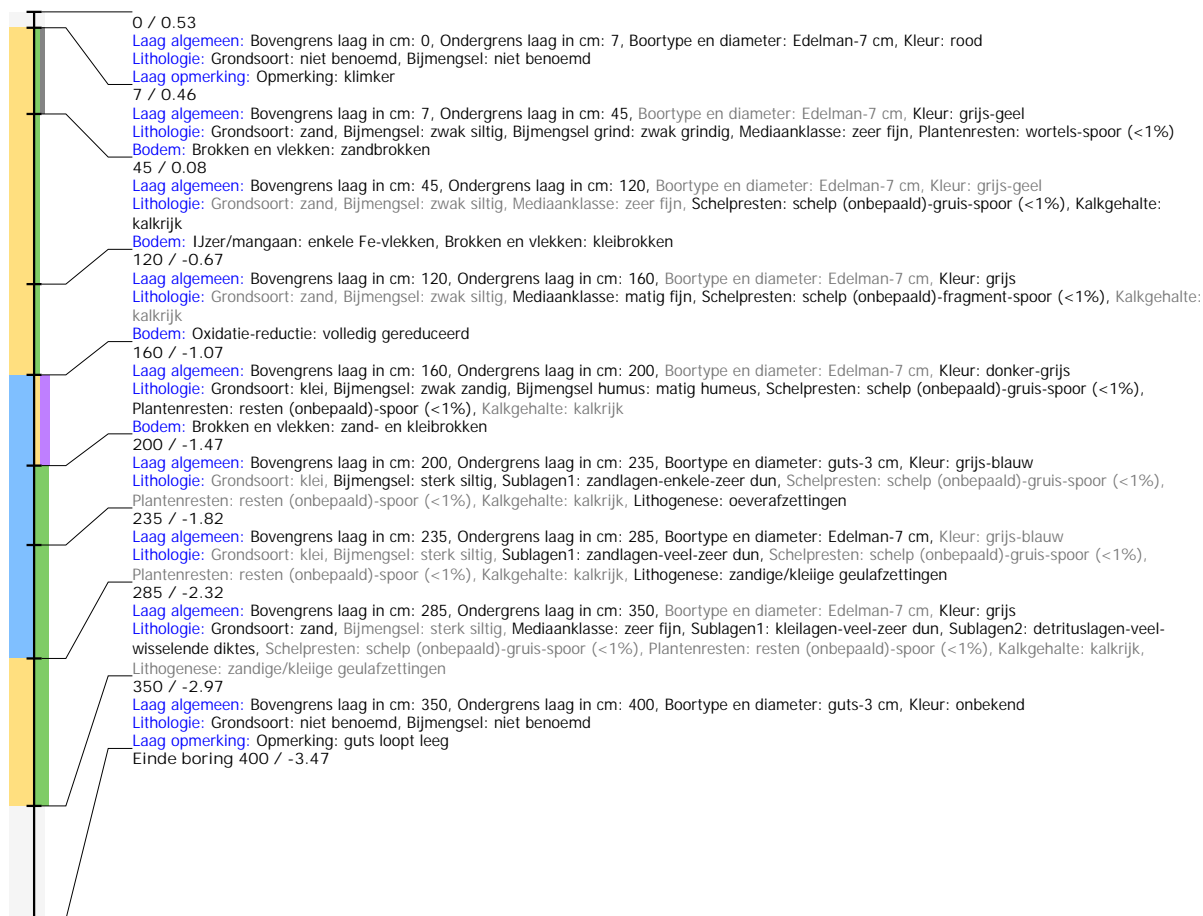 0 / 0.53
Laag algemeen: Bovengrens laag in cm: 0, Ondergrens laag in cm: 7, Boortype en diameter: Edelman-7 cm, Kleur: rood
Lithologie: Grondsoort: niet benoemd, Bijmengsel: niet benoemd
Laag opmerking: Opmerking: klimker
7 / 0.46
Laag algemeen: Bovengrens laag in cm: 7, Ondergrens laag in cm: 45, Boortype en diameter: Edelman-7 cm, Kleur: grijs-geel
Lithologie: Grondsoort: zand, Bijmengsel: zwak siltig, Bijmengsel grind: zwak grindig, Mediaanklasse: zeer fijn, Plantenresten: wortels-spoor (<1%)
Bodem: Brokken en vlekken: zandbrokken
45 / 0.08
Laag algemeen: Bovengrens laag in cm: 45, Ondergrens laag in cm: 120, Boortype en diameter: Edelman-7 cm, Kleur: grijs-geel
Lithologie: Grondsoort: zand, Bijmengsel: zwak siltig, Mediaanklasse: zeer fijn, Schelpresten: schelp (onbepaald)-gruis-spoor (<1%), Kalkgehalte:
kalkrijk
Bodem: IJzer/mangaan: enkele Fe-vlekken, Brokken en vlekken: kleibrokken
120 / -0.67
Laag algemeen: Bovengrens laag in cm: 120, Ondergrens laag in cm: 160, Boortype en diameter: Edelman-7 cm, Kleur: grijs
Lithologie: Grondsoort: zand, Bijmengsel: zwak siltig, Mediaanklasse: matig fijn, Schelpresten: schelp (onbepaald)-fragment-spoor (<1%), Kalkgehalte:
kalkrijk
Bodem: Oxidatie-reductie: volledig gereduceerd
160 / -1.07
Laag algemeen: Bovengrens laag in cm: 160, Ondergrens laag in cm: 200, Boortype en diameter: Edelman-7 cm, Kleur: donker-grijs
Lithologie: Grondsoort: klei, Bijmengsel: zwak zandig, Bijmengsel humus: matig humeus, Schelpresten: schelp (onbepaald)-gruis-spoor (<1%),
Plantenresten: resten (onbepaald)-spoor (<1%), Kalkgehalte: kalkrijk
Bodem: Brokken en vlekken: zand- en kleibrokken
200 / -1.47
Laag algemeen: Bovengrens laag in cm: 200, Ondergrens laag in cm: 235, Boortype en diameter: guts-3 cm, Kleur: grijs-blauw
Lithologie: Grondsoort: klei, Bijmengsel: sterk siltig, Sublagen1: zandlagen-enkele-zeer dun, Schelpresten: schelp (onbepaald)-gruis-spoor (<1%),
Plantenresten: resten (onbepaald)-spoor (<1%), Kalkgehalte: kalkrijk, Lithogenese: oeverafzettingen
235 / -1.82
Laag algemeen: Bovengrens laag in cm: 235, Ondergrens laag in cm: 285, Boortype en diameter: Edelman-7 cm, Kleur: grijs-blauw
Lithologie: Grondsoort: klei, Bijmengsel: sterk siltig, Sublagen1: zandlagen-veel-zeer dun, Schelpresten: schelp (onbepaald)-gruis-spoor (<1%),
Plantenresten: resten (onbepaald)-spoor (<1%), Kalkgehalte: kalkrijk, Lithogenese: zandige/kleiige geulafzettingen
285 / -2.32
Laag algemeen: Bovengrens laag in cm: 285, Ondergrens laag in cm: 350, Boortype en diameter: Edelman-7 cm, Kleur: grijs
Lithologie: Grondsoort: zand, Bijmengsel: sterk siltig, Mediaanklasse: zeer fijn, Sublagen1: kleilagen-veel-zeer dun, Sublagen2: detrituslagen-veel-
wisselende diktes, Schelpresten: schelp (onbepaald)-gruis-spoor (<1%), Plantenresten: resten (onbepaald)-spoor (<1%), Kalkgehalte: kalkrijk,
Lithogenese: zandige/kleiige geulafzettingen
350 / -2.97
Laag algemeen: Bovengrens laag in cm: 350, Ondergrens laag in cm: 400, Boortype en diameter: guts-3 cm, Kleur: onbekend
Lithologie: Grondsoort: niet benoemd, Bijmengsel: niet benoemd
Laag opmerking: Opmerking: guts loopt leeg
Einde boring 400 / -3.47